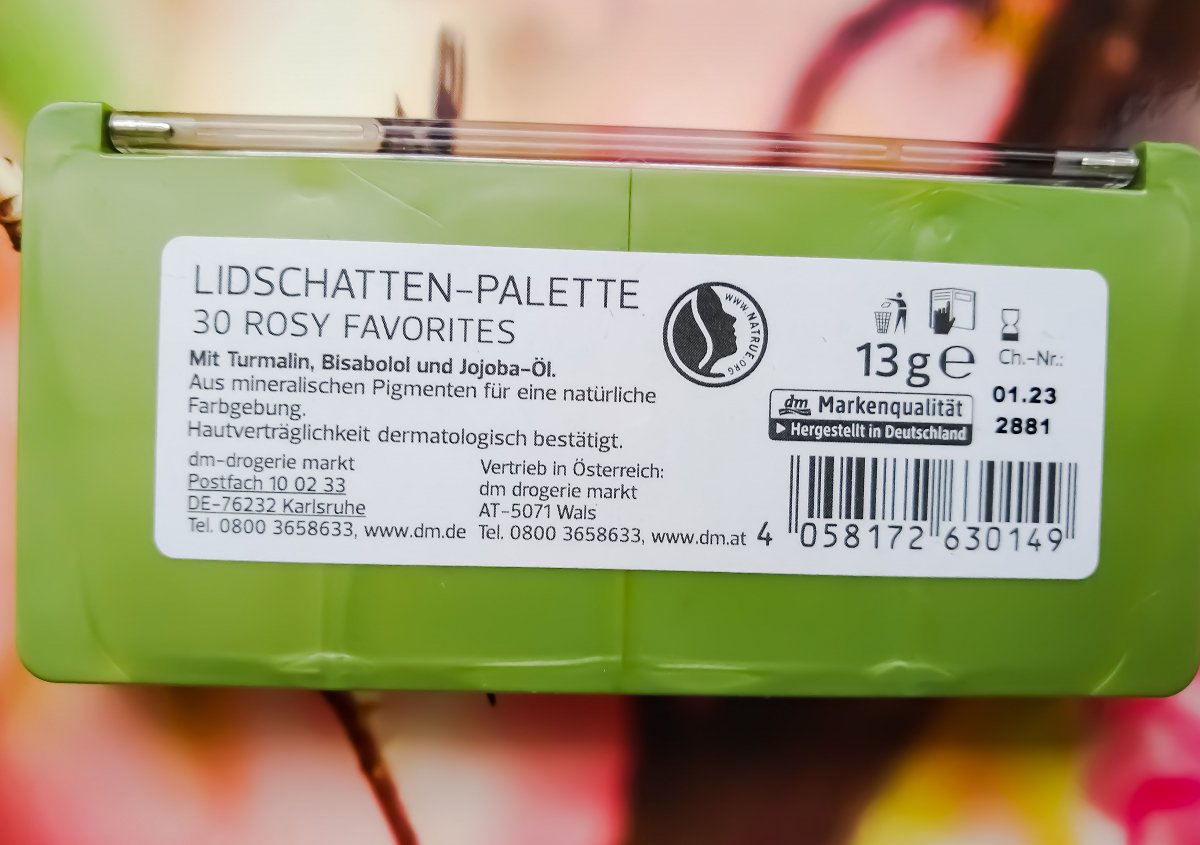 LIDSCHATTEN-PALETTE
30 ROSY FAVORITES
Mit Turmalin, Bisabolol und Jojoba-Öl.
Aus mineralischen Pigmenten für eine natürliche
Farbgebung.
Hautverträglichkeit dermatologisch bestätigt.
dm-drogerie markt
Postfach 10 02 33
DE-76232 Karlsruhe
Tel. 0800 3658633, www.dm.de
Vertrieb in Österreich:
dm drogerie markt
AT-5071 Wals
Tel. 0800 3658633, www.dm.at
WWW.NATRUE.ORG
13 g ℮
Ch.-Nr.:
01.23
2881
dm Markenqualität
Hergestellt in Deutschland
4 058172 630149